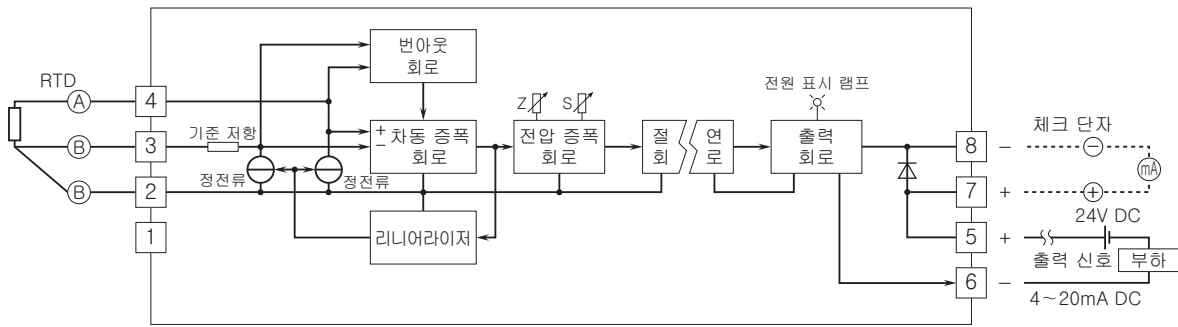 번아웃
회로
RTD
전원 표시 램프
A
4
Z
S
체크 단자
B
3
기준 저항
+
−
차동 증폭
회로
전압 증폭
회로
절 연
회 로
출력
회로
8
−
−
mA
정전류
정전류
B
2
7
+
+
24V DC
1
리니어라이저
5
+
출력 신호
부하
6
−
4~20mA DC